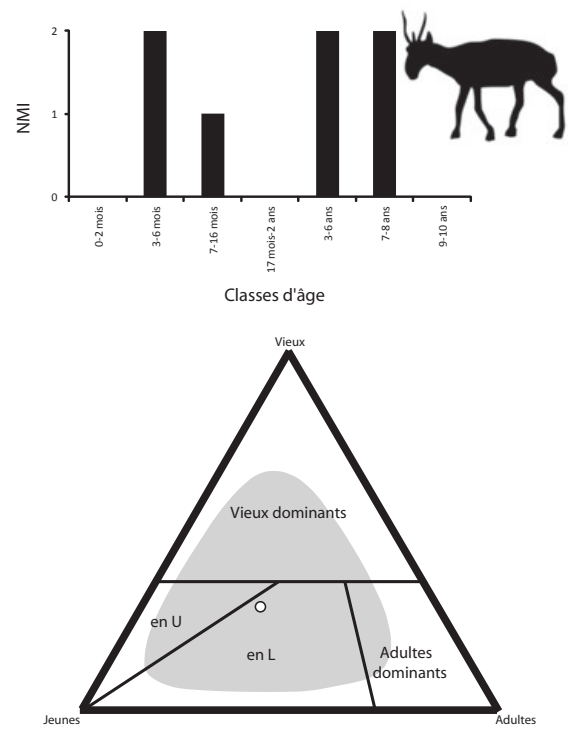 2
1
0
NMI
0-2 mois
3-6 mois
7-16 mois
17 mois-2 ans
3-6 ans
7-8 ans
9-10 ans
Classes d'âge
Vieux
Vieux dominants
en U
en L
Adultes
dominants
Jeunes
Adultes